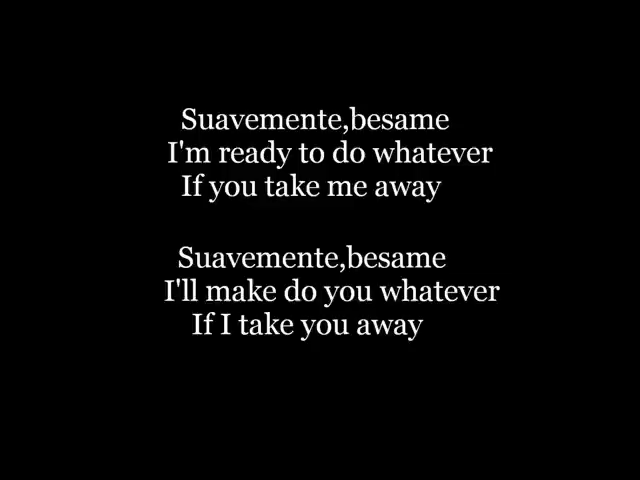 Suavemente,besame
I'm ready to do whatever
If you take me away
Suavemente,besame
I'll make do you whatever
If I take you away